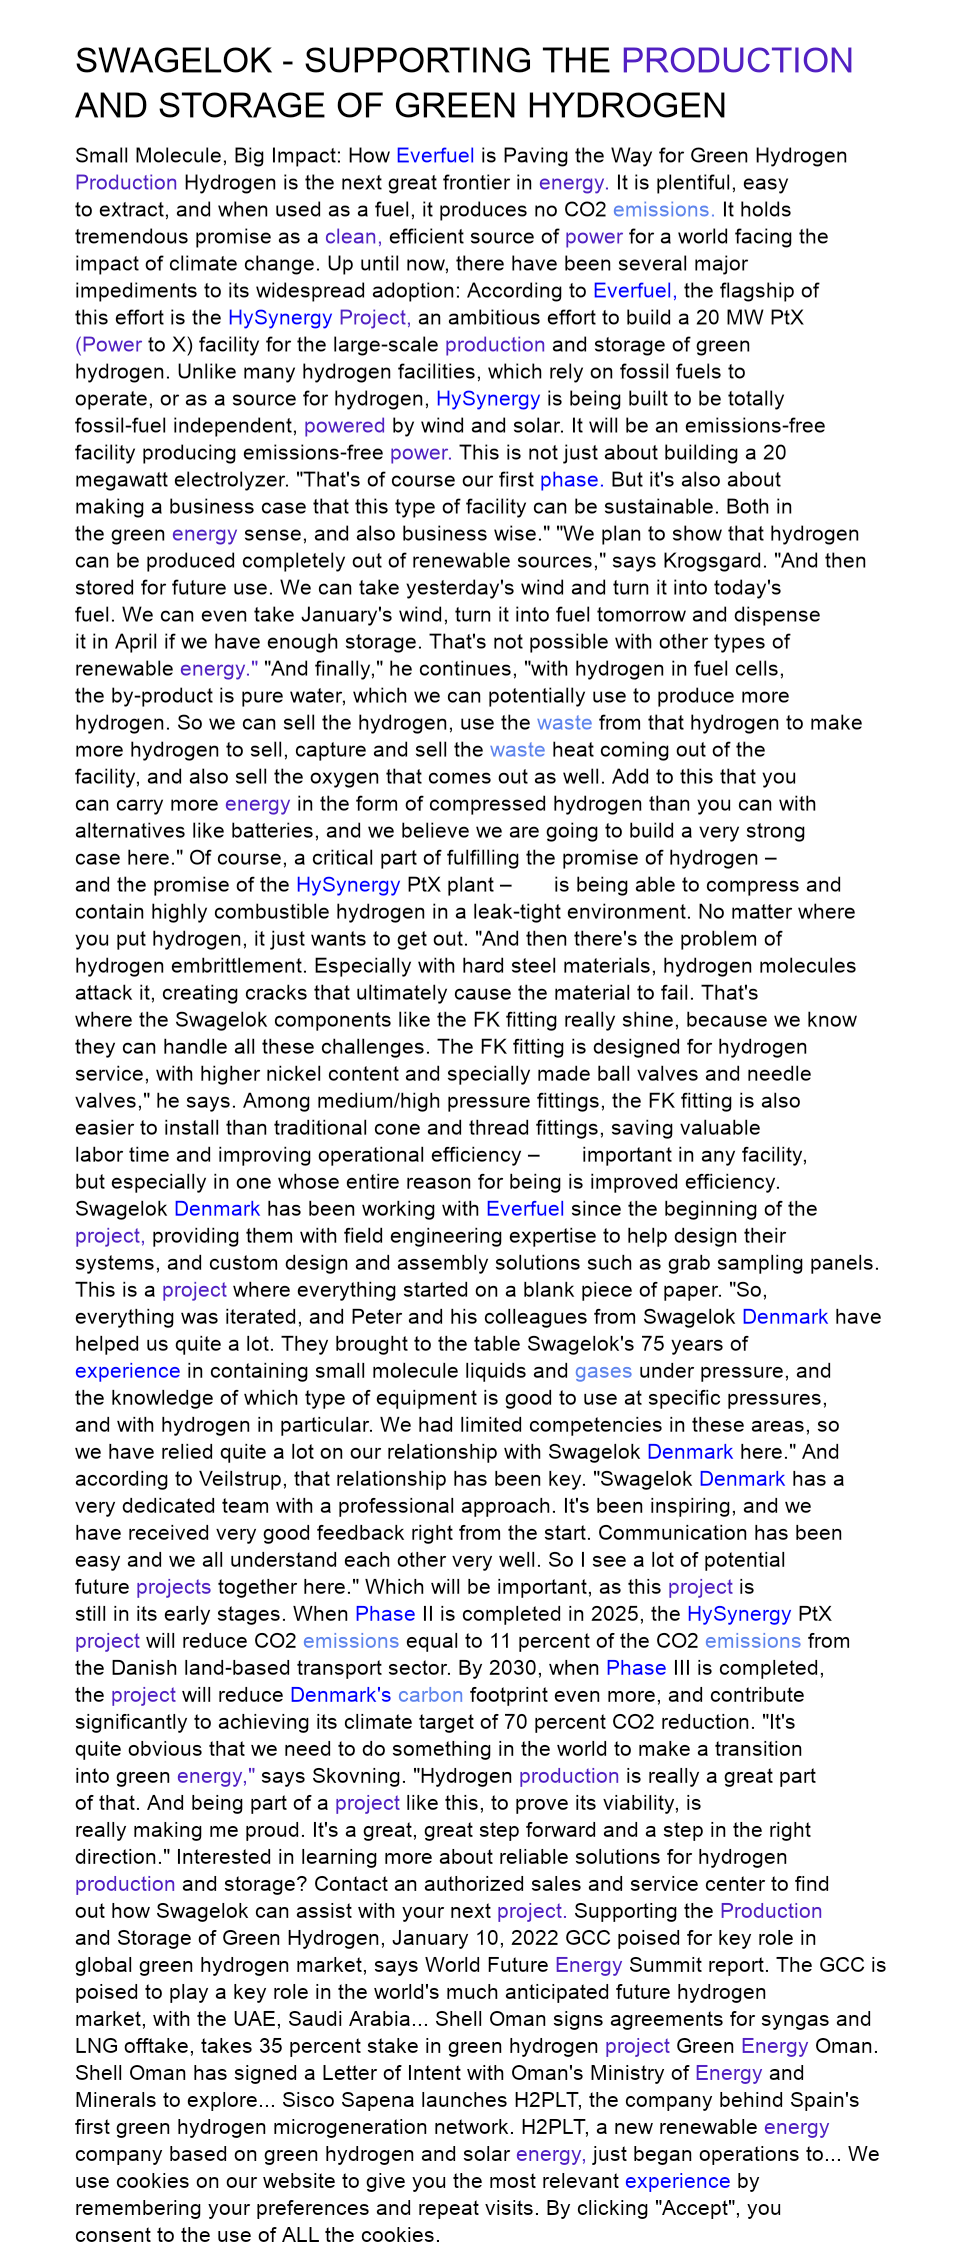 SWAGELOK - SUPPORTING THE PRODUCTION
AND STORAGE OF GREEN HYDROGEN
Small Molecule, Big Impact: How Everfuel is Paving the Way for Green Hydrogen
Production Hydrogen is the next great frontier in energy. It is plentiful, easy
to extract, and when used as a fuel, it produces no CO2 emissions. It holds
tremendous promise as a clean, efficient source of power for a world facing the
impact of climate change. Up until now, there have been several major
impediments to its widespread adoption: According to Everfuel, the flagship of
this effort is the HySynergy Project, an ambitious effort to build a 20 MW PtX
(Power to X) facility for the large-scale production and storage of green
hydrogen. Unlike many hydrogen facilities, which rely on fossil fuels to
operate, or as a source for hydrogen, HySynergy is being built to be totally
fossil-fuel independent, powered by wind and solar. It will be an emissions-free
facility producing emissions-free power. This is not just about building a 20
megawatt electrolyzer. "That's of course our first phase. But it's also about
making a business case that this type of facility can be sustainable. Both in
the green energy sense, and also business wise." "We plan to show that hydrogen
can be produced completely out of renewable sources," says Krogsgard. "And then
stored for future use. We can take yesterday's wind and turn it into today's
fuel. We can even take January's wind, turn it into fuel tomorrow and dispense
it in April if we have enough storage. That's not possible with other types of
renewable energy." "And finally," he continues, "with hydrogen in fuel cells,
the by-product is pure water, which we can potentially use to produce more
hydrogen. So we can sell the hydrogen, use the waste from that hydrogen to make
more hydrogen to sell, capture and sell the waste heat coming out of the
facility, and also sell the oxygen that comes out as well. Add to this that you
can carry more energy in the form of compressed hydrogen than you can with
alternatives like batteries, and we believe we are going to build a very strong
case here." Of course, a critical part of fulfilling the promise of hydrogen –
and the promise of the HySynergy PtX plant – is being able to compress and
contain highly combustible hydrogen in a leak-tight environment. No matter where
you put hydrogen, it just wants to get out. "And then there's the problem of
hydrogen embrittlement. Especially with hard steel materials, hydrogen molecules
attack it, creating cracks that ultimately cause the material to fail. That's
where the Swagelok components like the FK fitting really shine, because we know
they can handle all these challenges. The FK fitting is designed for hydrogen
service, with higher nickel content and specially made ball valves and needle
valves," he says. Among medium/high pressure fittings, the FK fitting is also
easier to install than traditional cone and thread fittings, saving valuable
labor time and improving operational efficiency – important in any facility,
but especially in one whose entire reason for being is improved efficiency.
Swagelok Denmark has been working with Everfuel since the beginning of the
project, providing them with field engineering expertise to help design their
systems, and custom design and assembly solutions such as grab sampling panels.
This is a project where everything started on a blank piece of paper. "So,
everything was iterated, and Peter and his colleagues from Swagelok Denmark have
helped us quite a lot. They brought to the table Swagelok's 75 years of
experience in containing small molecule liquids and gases under pressure, and
the knowledge of which type of equipment is good to use at specific pressures,
and with hydrogen in particular. We had limited competencies in these areas, so
we have relied quite a lot on our relationship with Swagelok Denmark here." And
according to Veilstrup, that relationship has been key. "Swagelok Denmark has a
very dedicated team with a professional approach. It's been inspiring, and we
have received very good feedback right from the start. Communication has been
easy and we all understand each other very well. So I see a lot of potential
future projects together here." Which will be important, as this project is
still in its early stages. When Phase II is completed in 2025, the HySynergy PtX
project will reduce CO2 emissions equal to 11 percent of the CO2 emissions from
the Danish land-based transport sector. By 2030, when Phase III is completed,
the project will reduce Denmark's carbon footprint even more, and contribute
significantly to achieving its climate target of 70 percent CO2 reduction. "It's
quite obvious that we need to do something in the world to make a transition
into green energy," says Skovning. "Hydrogen production is really a great part
of that. And being part of a project like this, to prove its viability, is
really making me proud. It's a great, great step forward and a step in the right
direction." Interested in learning more about reliable solutions for hydrogen
production and storage? Contact an authorized sales and service center to find
out how Swagelok can assist with your next project. Supporting the Production
and Storage of Green Hydrogen, January 10, 2022 GCC poised for key role in
global green hydrogen market, says World Future Energy Summit report. The GCC is
poised to play a key role in the world's much anticipated future hydrogen
market, with the UAE, Saudi Arabia... Shell Oman signs agreements for syngas and
LNG offtake, takes 35 percent stake in green hydrogen project Green Energy Oman.
Shell Oman has signed a Letter of Intent with Oman's Ministry of Energy and
Minerals to explore... Sisco Sapena launches H2PLT, the company behind Spain's
first green hydrogen microgeneration network. H2PLT, a new renewable energy
company based on green hydrogen and solar energy, just began operations to... We
use cookies on our website to give you the most relevant experience by
remembering your preferences and repeat visits. By clicking "Accept", you
consent to the use of ALL the cookies.